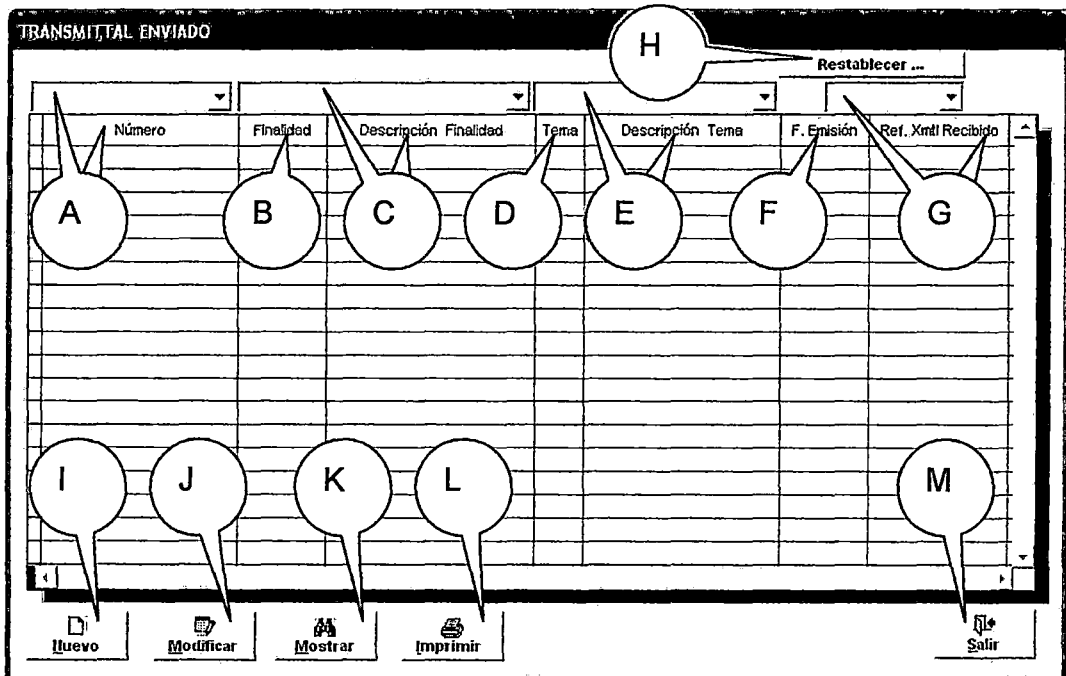 TRANSMITTAL ENVIADO
H
Restablecer ...
Número Finalidad Descripción Finalidad Tema Descripción Tema F. Emisión Ref. Xmtl Recibido
A B C D E F G
I J K L M
Nuevo Modificar Mostrar Imprimir Salir